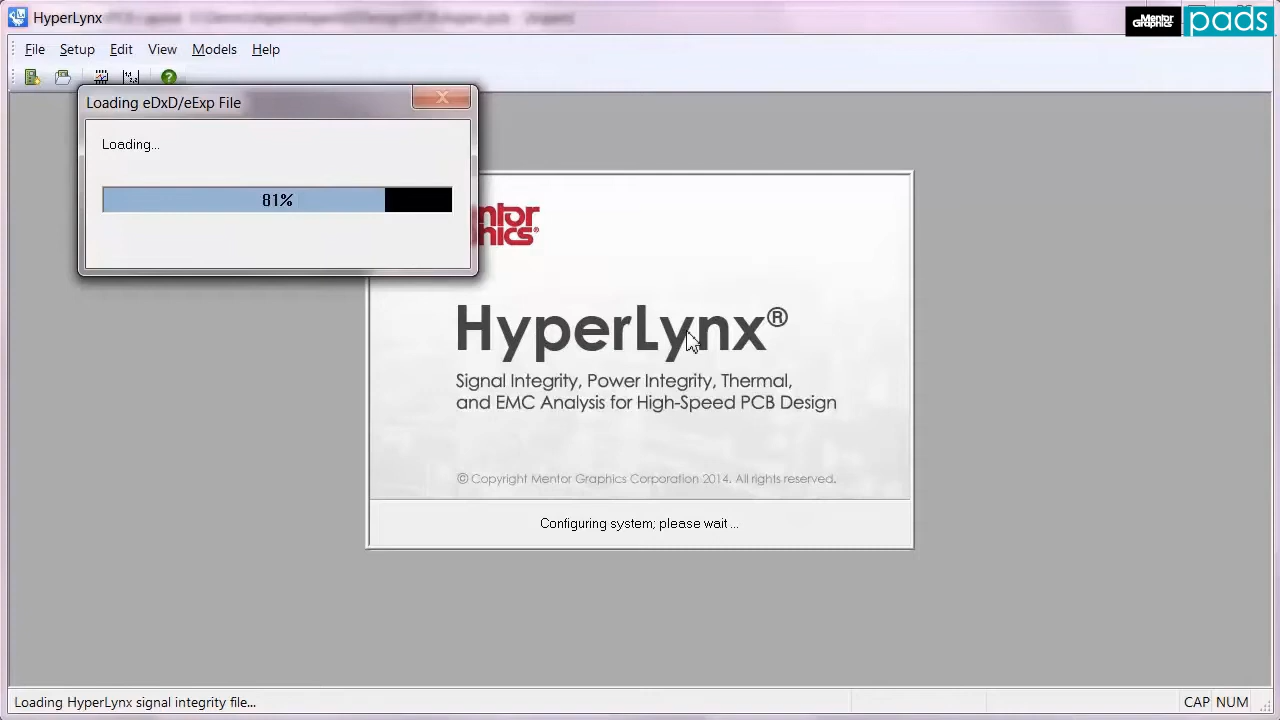 HyperLynx
Mentor Graphics pads
File Setup Edit View Models Help
Loading eDxD/eExp File
Loading...
81%
HyperLynx®
Signal Integrity, Power Integrity, Thermal,
and EMC Analysis for High-Speed PCB Design
© Copyright Mentor Graphics Corporation 2014. All rights reserved.
Configuring system, please wait ...
Loading HyperLynx signal integrity file...
CAP NUM